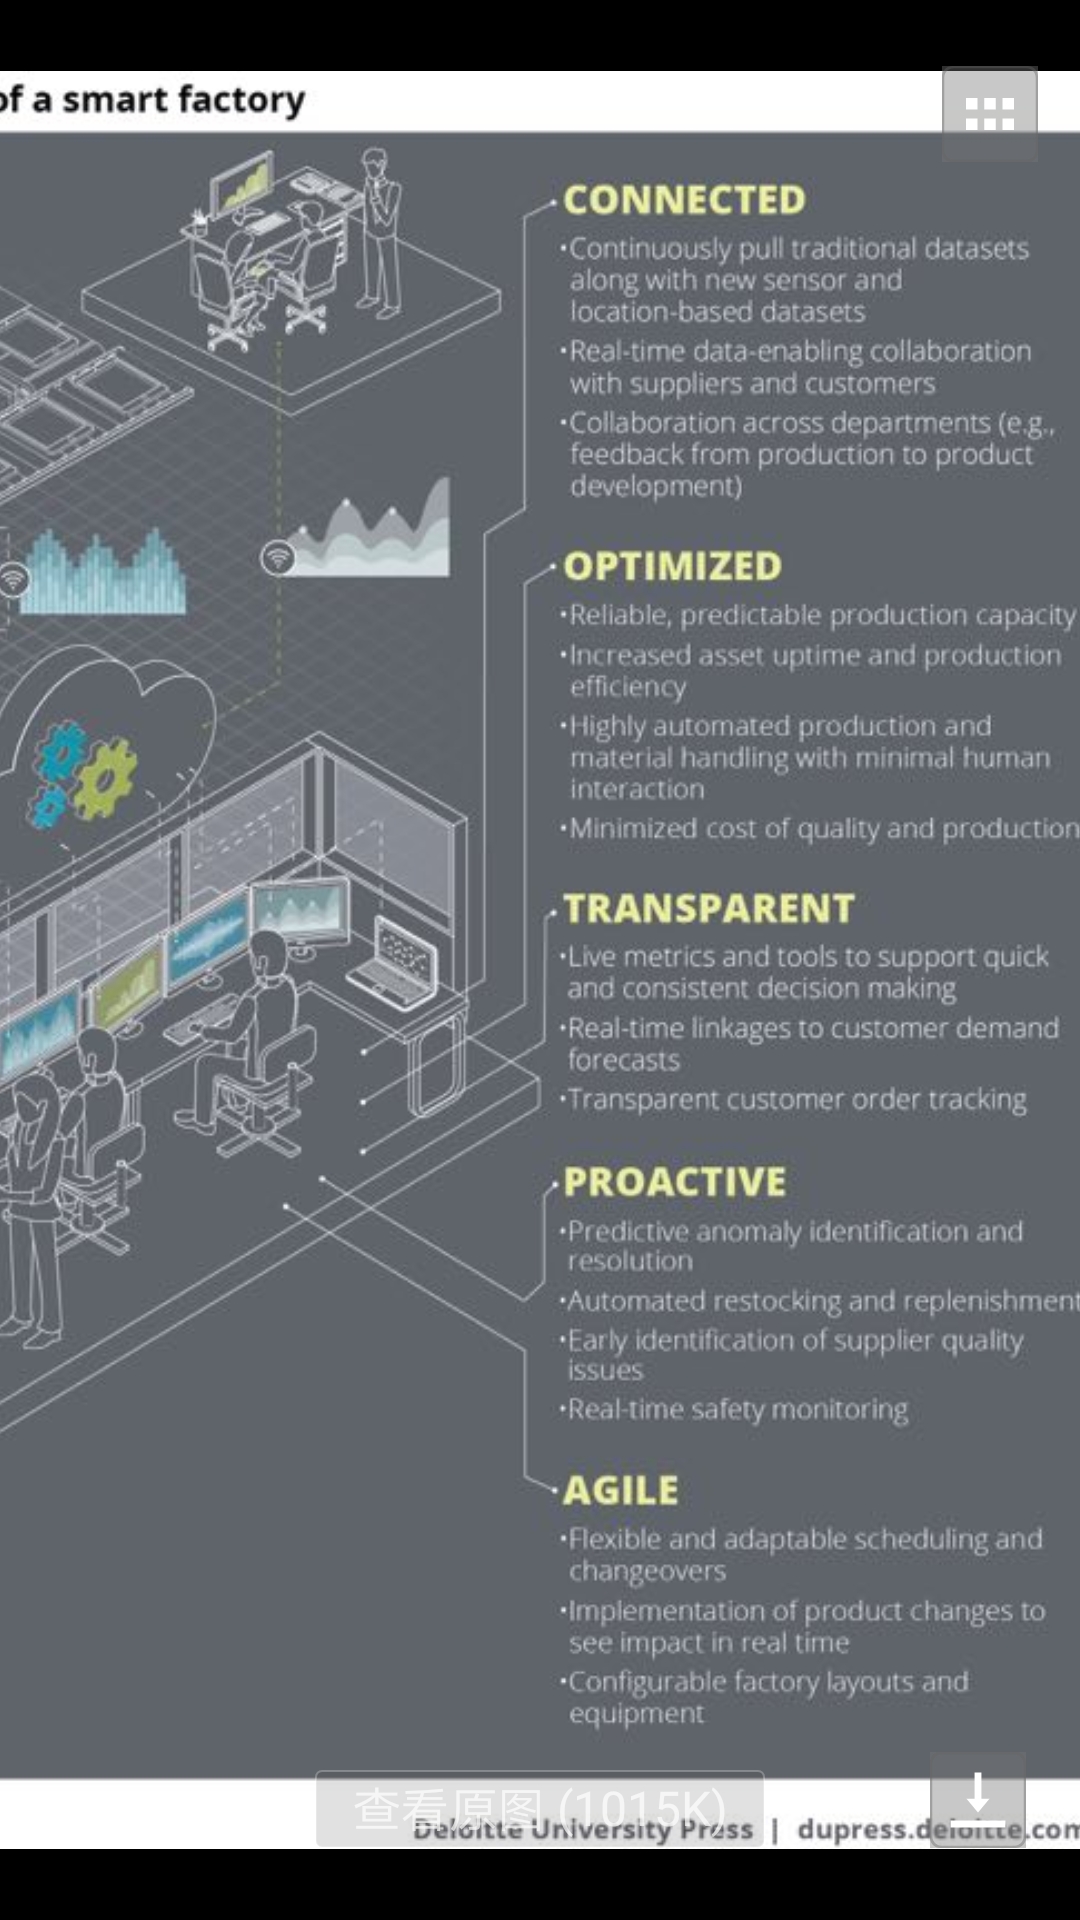 of a smart factory
CONNECTED
•Continuously pull traditional datasets
along with new sensor and
location-based datasets
•Real-time data-enabling collaboration
with suppliers and customers
•Collaboration across departments (e.g.,
feedback from production to product
development)
OPTIMIZED
•Reliable, predictable production capacity
•Increased asset uptime and production
efficiency
•Highly automated production and
material handling with minimal human
interaction
•Minimized cost of quality and production
TRANSPARENT
•Live metrics and tools to support quick
and consistent decision making
•Real-time linkages to customer demand
forecasts
•Transparent customer order tracking
PROACTIVE
•Predictive anomaly identification and
resolution
•Automated restocking and replenishment
•Early identification of supplier quality
issues
•Real-time safety monitoring
AGILE
•Flexible and adaptable scheduling and
changeovers
•Implementation of product changes to
see impact in real time
•Configurable factory layouts and
equipment
查看原图 (1015K)
Deloitte University Press | dupress.deloitte.com